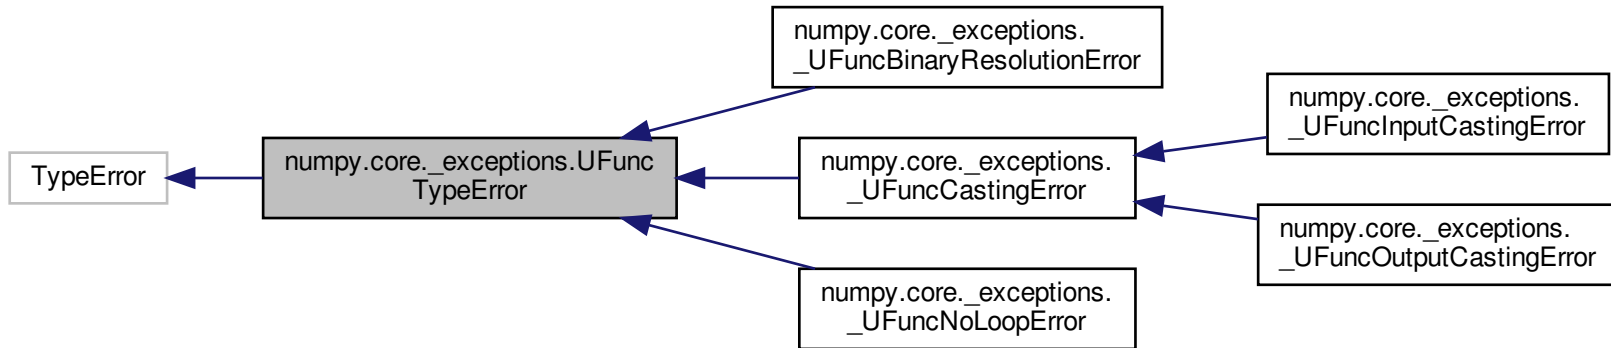 TypeError
numpy.core._exceptions.UFunc
TypeError
numpy.core._exceptions.
_UFuncBinaryResolutionError
numpy.core._exceptions.
_UFuncCastingError
numpy.core._exceptions.
_UFuncNoLoopError
numpy.core._exceptions.
_UFuncInputCastingError
numpy.core._exceptions.
_UFuncOutputCastingError